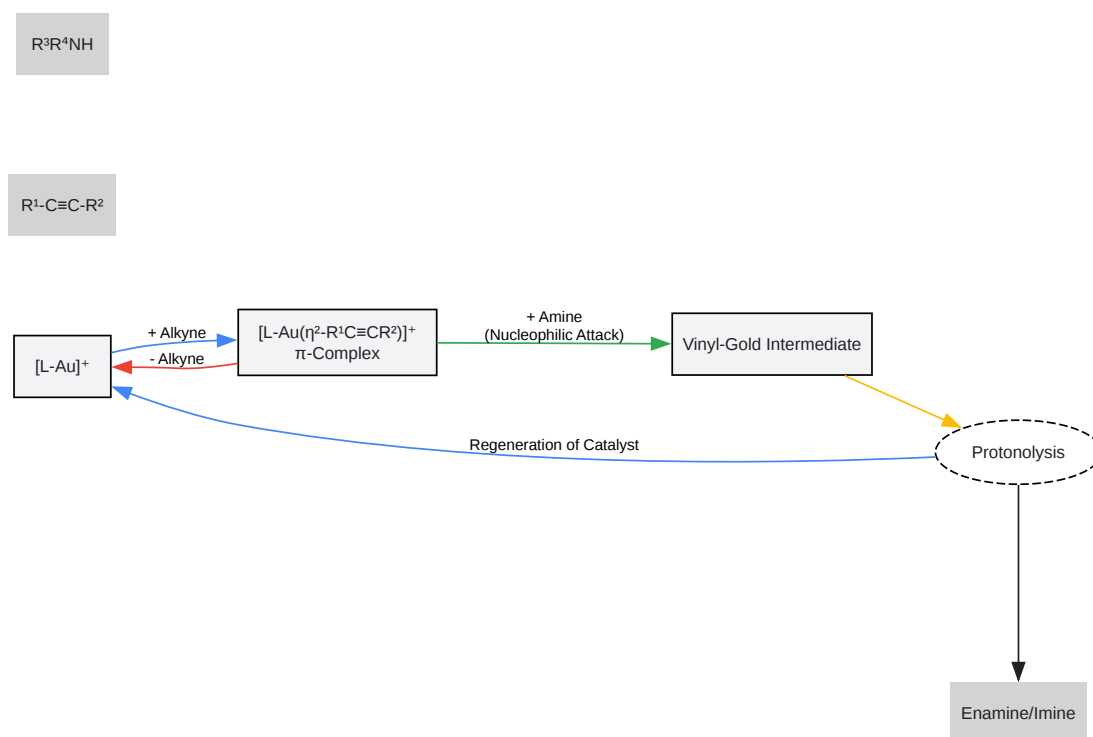 R³R⁴NH
R¹-C≡C-R²
[L-Au]⁺
+ Alkyne
- Alkyne
[L-Au(η²-R¹C≡CR²)]⁺
π-Complex
+ Amine
(Nucleophilic Attack)
Vinyl-Gold Intermediate
Regeneration of Catalyst
Protonolysis
Enamine/Imine